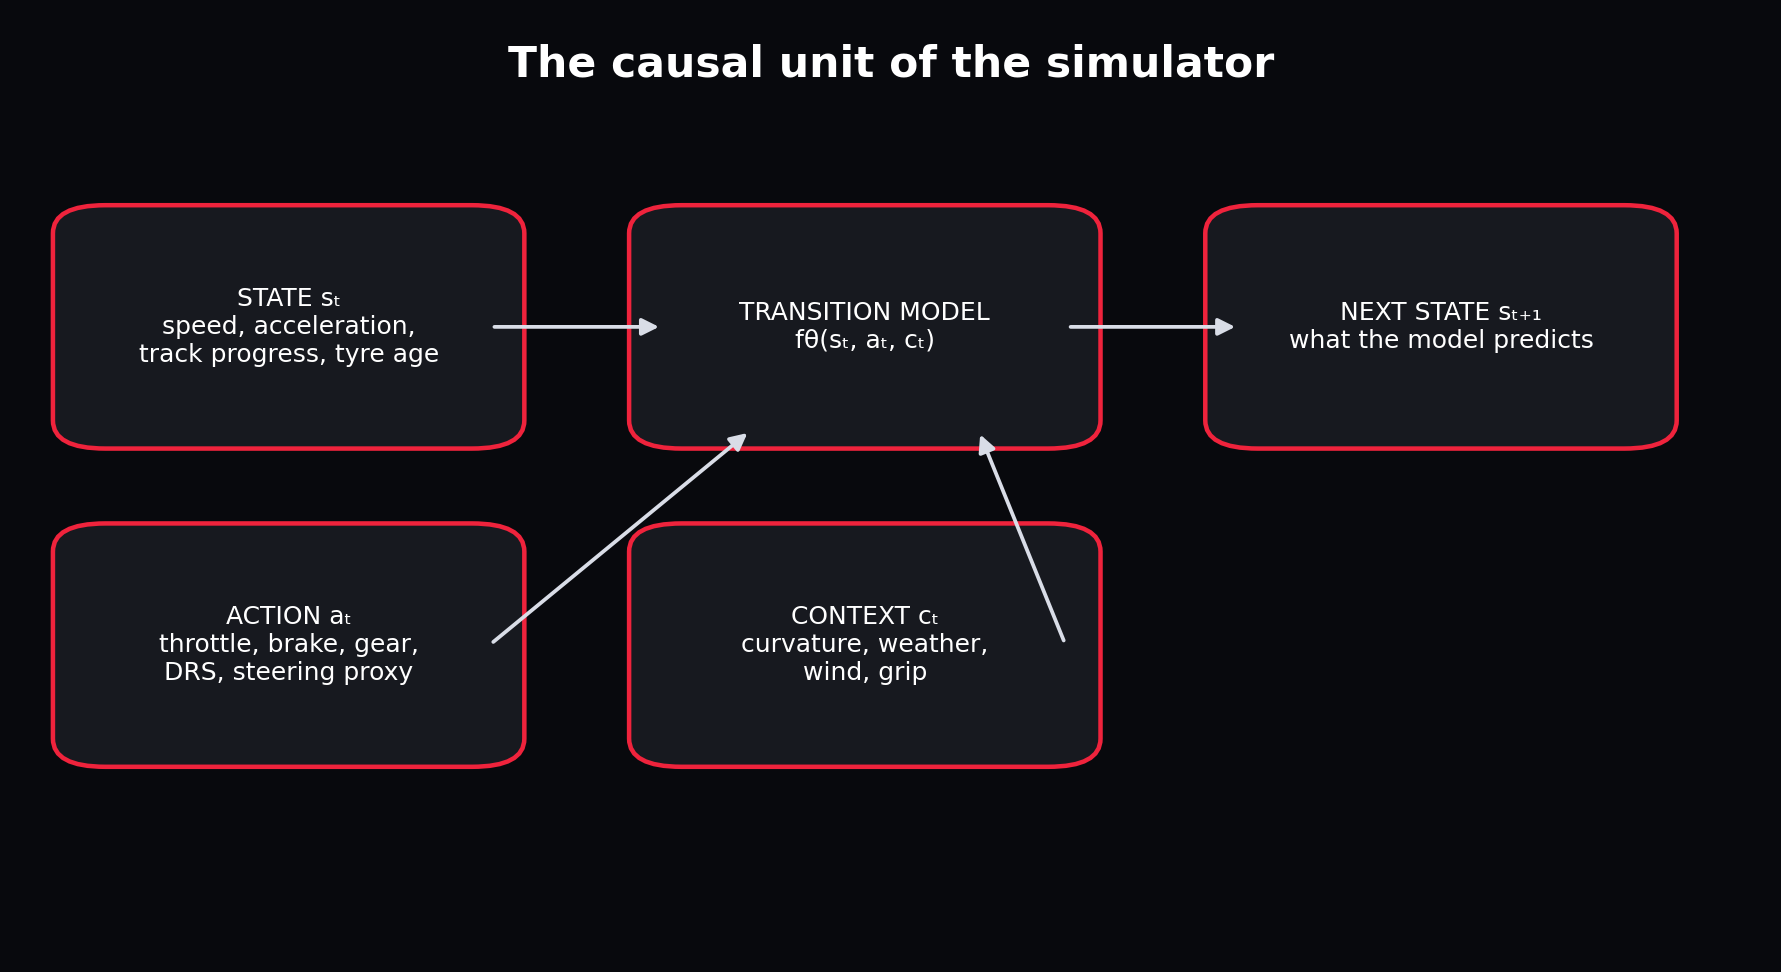 The causal unit of the simulator
STATE sₜ
speed, acceleration,
track progress, tyre age
TRANSITION MODEL
fθ(sₜ, aₜ, cₜ)
NEXT STATE sₜ₊₁
what the model predicts
ACTION aₜ
throttle, brake, gear,
DRS, steering proxy
CONTEXT cₜ
curvature, weather,
wind, grip